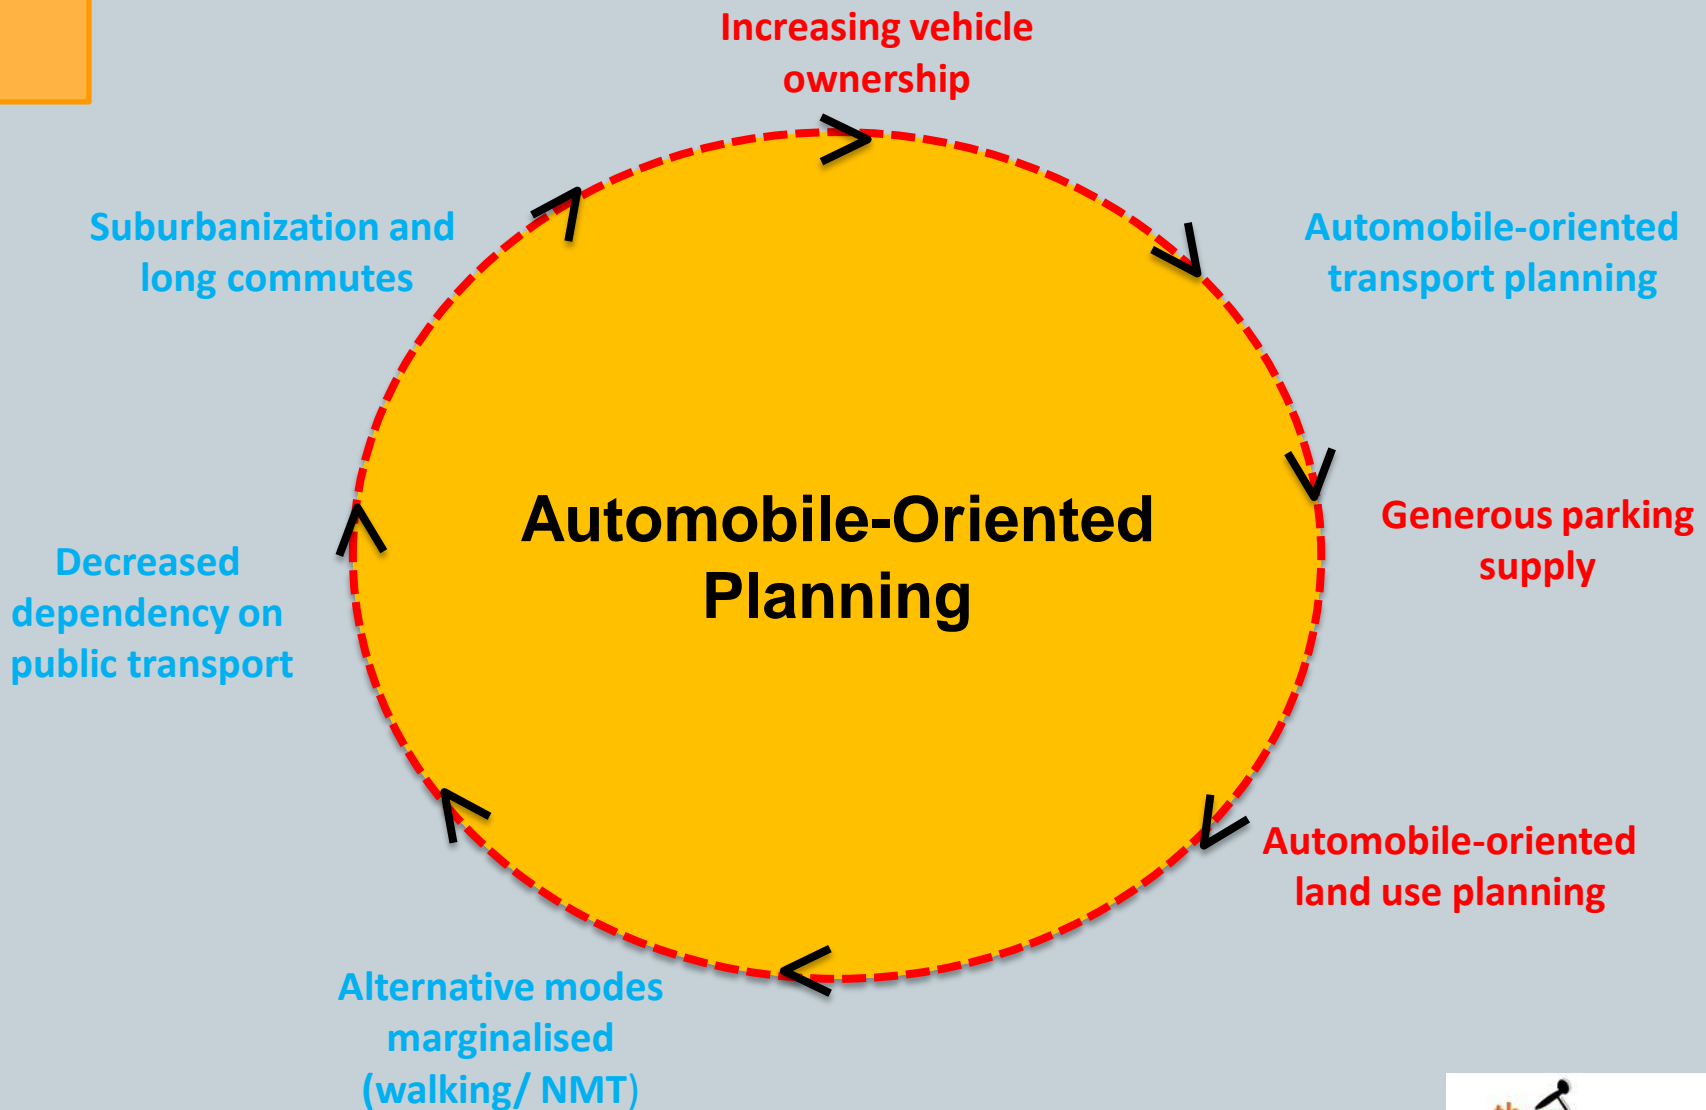 Increasing vehicle
ownership
Suburbanization and
long commutes
Automobile-oriented
transport planning
Automobile-Oriented
Planning
Generous parking
supply
Decreased
dependency on
public transport
Automobile-oriented
land use planning
Alternative modes
marginalised
(walking/ NMT)